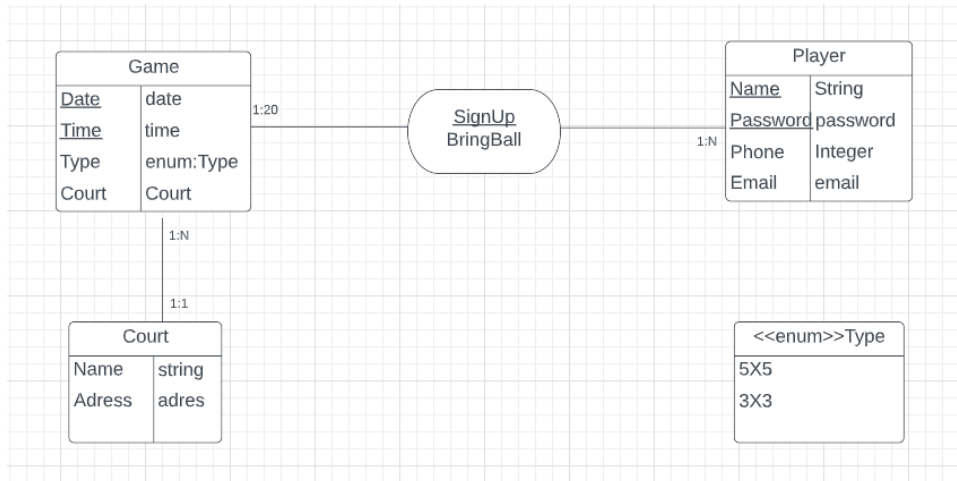 Game
Date date
Time time
Type enum:Type
Court Court
1:20
SignUp
BringBall
1:N
Player
Name String
Password password
Phone Integer
Email email
1:N
1:1
Court
Name string
Adress adres
<<enum>>Type
5X5
3X3